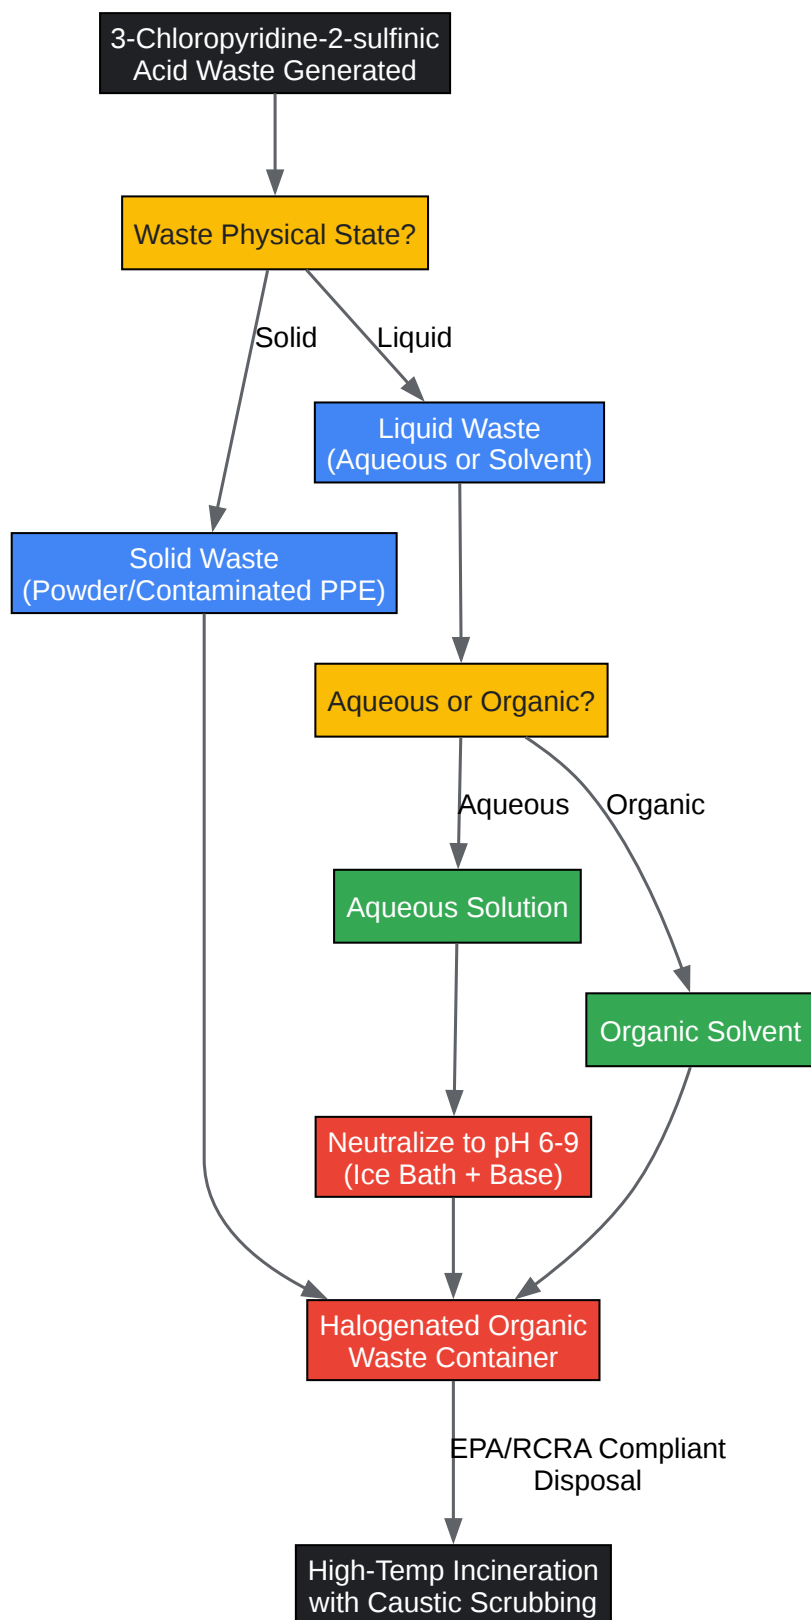 3-Chloropyridine-2-sulfinic
Acid Waste Generated
Waste Physical State?
Solid
Liquid
Liquid Waste
(Aqueous or Solvent)
Solid Waste
(Powder/Contaminated PPE)
Aqueous or Organic?
Aqueous
Organic
Aqueous Solution
Organic Solvent
Neutralize to pH 6-9
(Ice Bath + Base)
Halogenated Organic
Waste Container
EPA/RCRA Compliant
Disposal
High-Temp Incineration
with Caustic Scrubbing